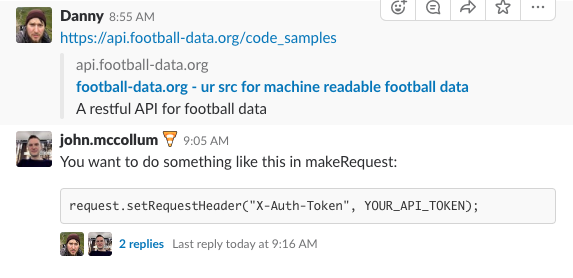 Danny 8:55 AM
https://api.football-data.org/code_samples
api.football-data.org
football-data.org - ur src for machine readable football data
A restful API for football data
john.mccollum 9:05 AM
You want to do something like this in makeRequest:
request.setRequestHeader("X-Auth-Token", YOUR_API_TOKEN);
2 replies Last reply today at 9:16 AM